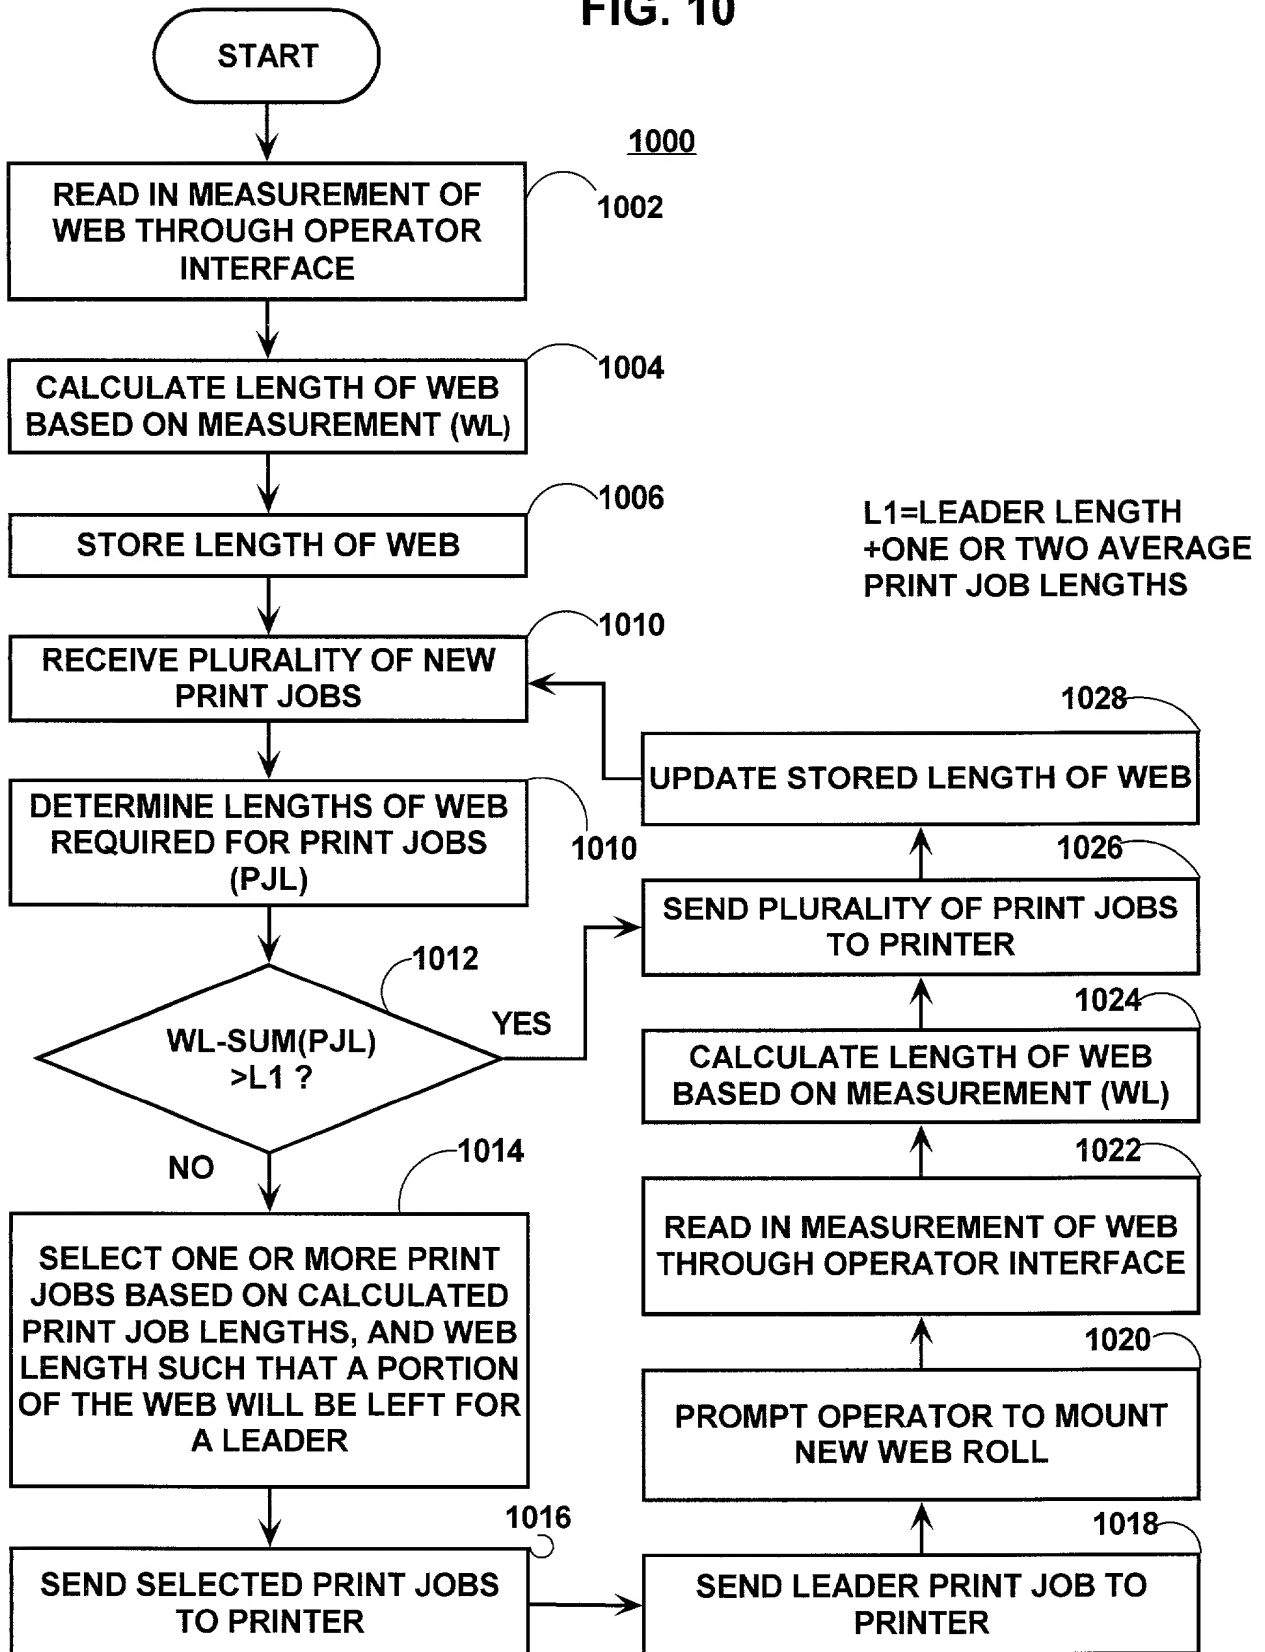 FIG. 10
START
1000
READ IN MEASUREMENT OF
WEB THROUGH OPERATOR
INTERFACE
1002
CALCULATE LENGTH OF WEB
BASED ON MEASUREMENT (WL)
1004
STORE LENGTH OF WEB
1006
L1=LEADER LENGTH
+ONE OR TWO AVERAGE
PRINT JOB LENGTHS
RECEIVE PLURALITY OF NEW
PRINT JOBS
1010
DETERMINE LENGTHS OF WEB
REQUIRED FOR PRINT JOBS
(PJL)
1010
WL-SUM(PJL)
>L1 ?
1012
YES
NO
SELECT ONE OR MORE PRINT
JOBS BASED ON CALCULATED
PRINT JOB LENGTHS, AND WEB
LENGTH SUCH THAT A PORTION
OF THE WEB WILL BE LEFT FOR
A LEADER
1014
SEND SELECTED PRINT JOBS
TO PRINTER
1016
1028
UPDATE STORED LENGTH OF WEB
1026
SEND PLURALITY OF PRINT JOBS
TO PRINTER
1024
CALCULATE LENGTH OF WEB
BASED ON MEASUREMENT (WL)
1022
READ IN MEASUREMENT OF WEB
THROUGH OPERATOR INTERFACE
1020
PROMPT OPERATOR TO MOUNT
NEW WEB ROLL
1018
SEND LEADER PRINT JOB TO
PRINTER